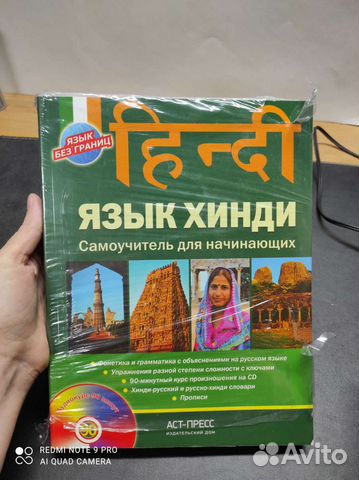 ЯЗЫК
БЕЗ ГРАНИЦ
हिन्दी
ЯЗЫК ХИНДИ
Самоучитель для начинающих
Фонетика и грамматика с объяснениями на русском языке
Упражнения разной степени сложности с ключами
90-минутный курс произношения на CD
Хинди-русский и русско-хинди словари
Прописи
90
АСТ-ПРЕСС
ИЗДАТЕЛЬСКИЙ ДОМ
REDMI NOTE 9 PRO
AI QUAD CAMERA
Avito